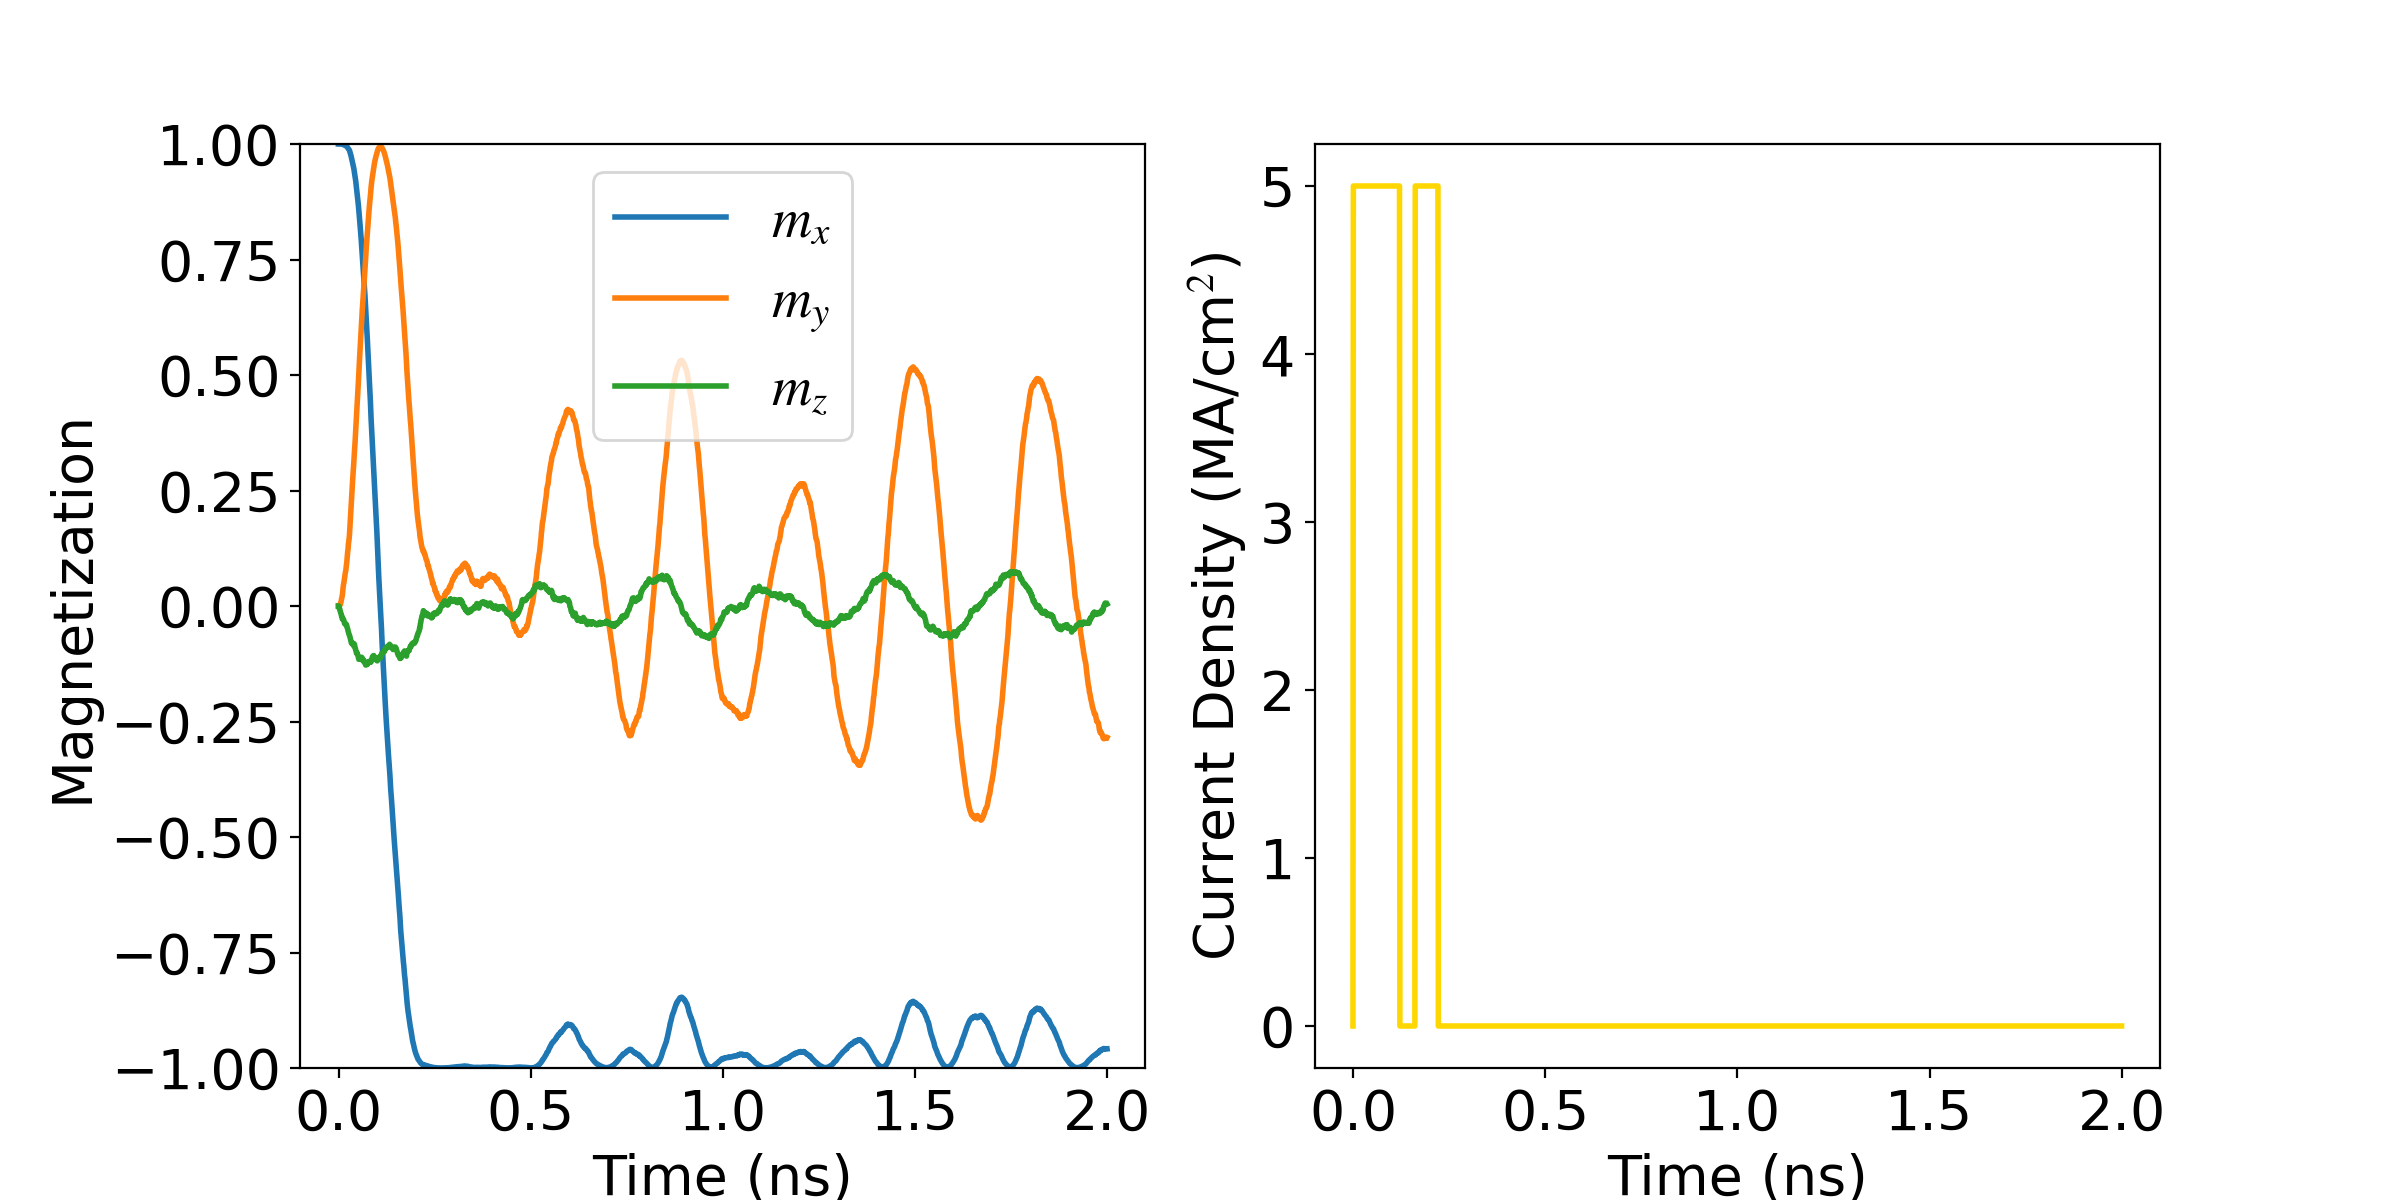 1.00
0.75
0.50
0.25
0.00
−0.25
−0.50
−0.75
−1.00
Magnetization
0.0 0.5 1.0 1.5 2.0
Time (ns)
m_x
m_y
m_z
5
4
3
2
1
0
Current Density (MA/cm²)
0.0 0.5 1.0 1.5 2.0
Time (ns)